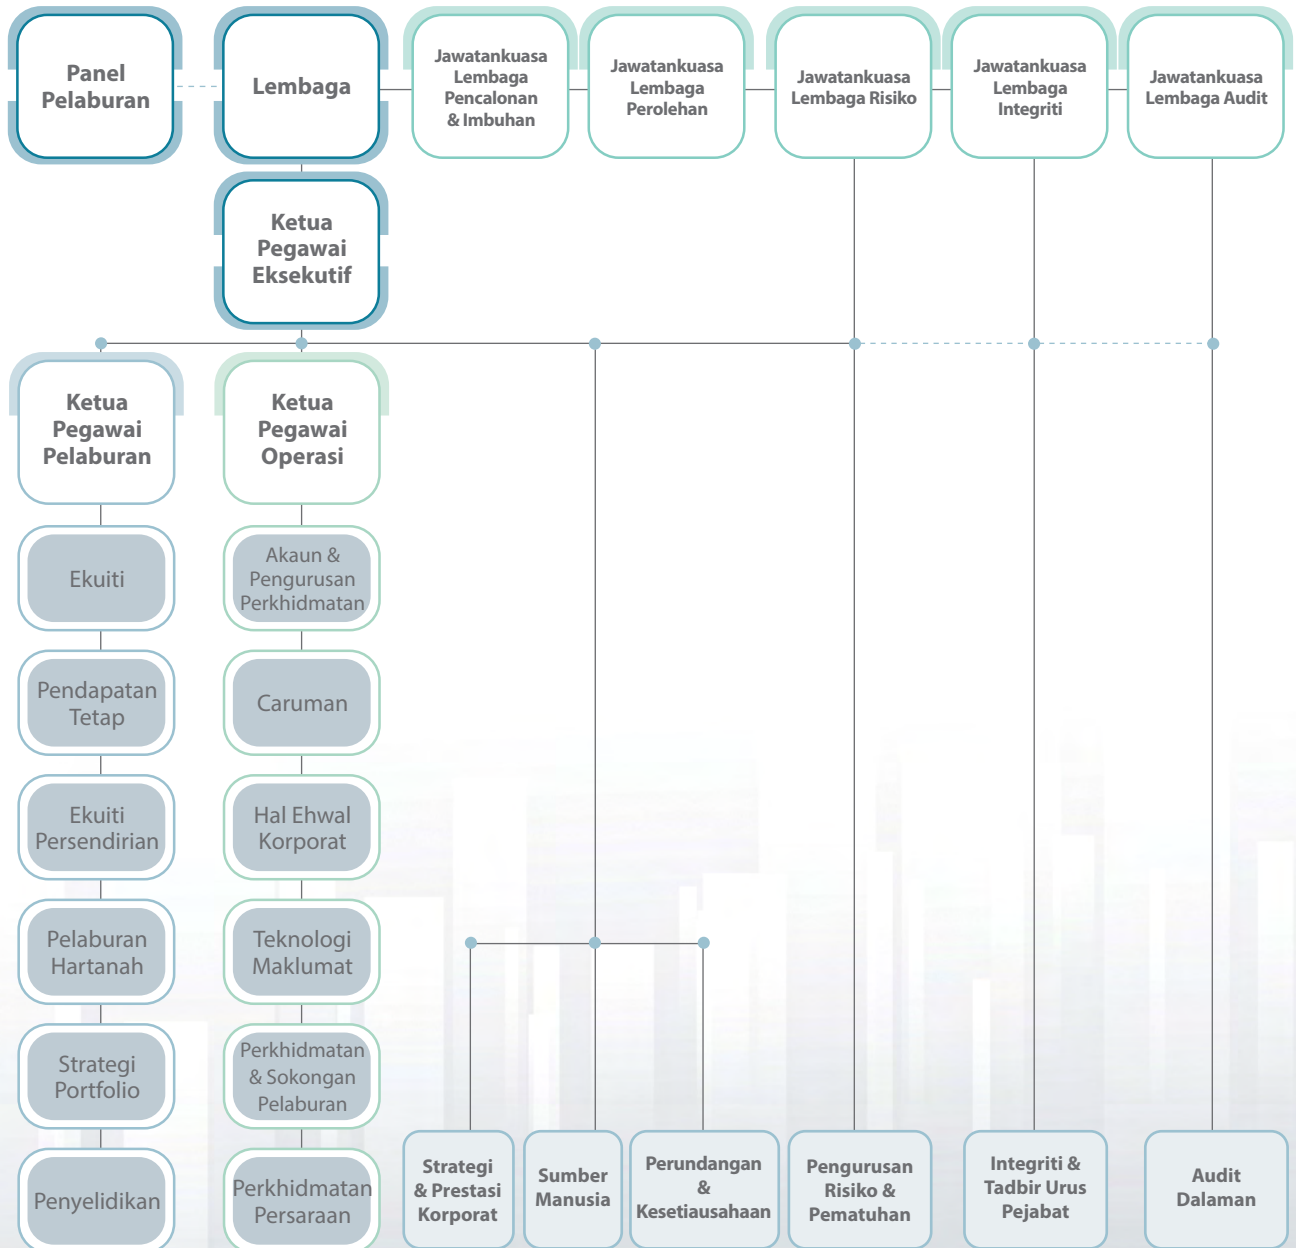 Panel
Pelaburan
Lembaga
Jawatankuasa
Lembaga
Pencalonan
& Imbuhan
Jawatankuasa
Lembaga
Perolehan
Jawatankuasa
Lembaga Risiko
Jawatankuasa
Lembaga
Integriti
Jawatankuasa
Lembaga Audit
Ketua
Pegawai
Eksekutif
Ketua
Pegawai
Pelaburan
Ketua
Pegawai
Operasi
Ekuiti
Pendapatan
Tetap
Ekuiti
Persendirian
Pelaburan
Hartanah
Strategi
Portfolio
Penyelidikan
Akaun &
Pengurusan
Perkhidmatan
Caruman
Hal Ehwal
Korporat
Teknologi
Maklumat
Perkhidmatan
& Sokongan
Pelaburan
Perkhidmatan
Persaraan
Strategi
& Prestasi
Korporat
Sumber
Manusia
Perundangan
&
Kesetiausahaan
Pengurusan
Risiko &
Pematuhan
Integriti &
Tadbir Urus
Pejabat
Audit
Dalaman